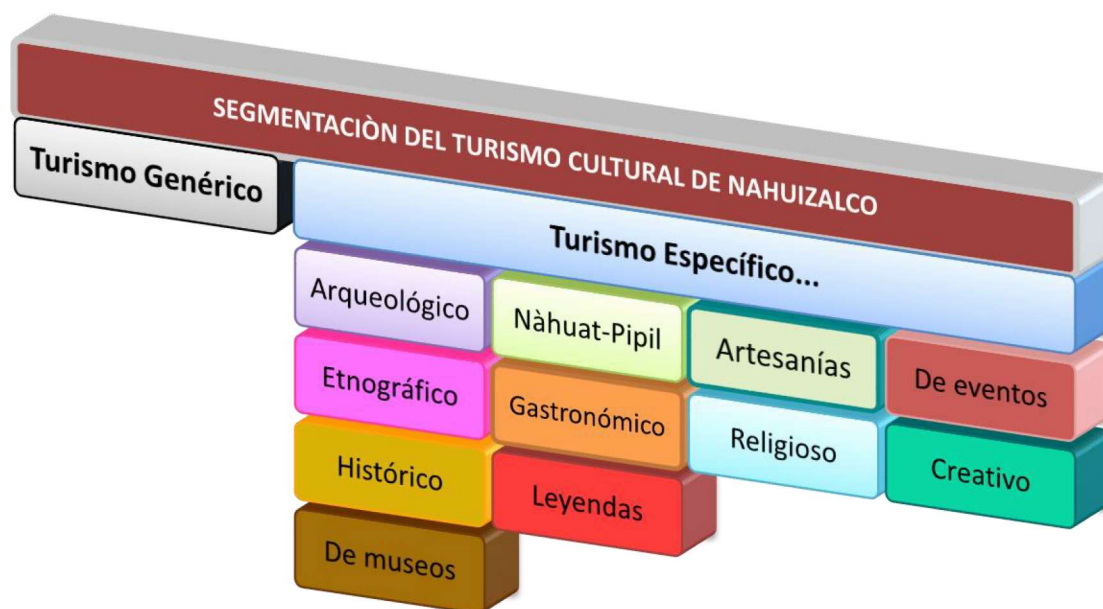 SEGMENTACIÒN DEL TURISMO CULTURAL DE NAHUIZALCO
Turismo Genérico
Turismo Específico...
Arqueológico
Nàhuat-Pipil
Artesanías
De eventos
Etnográfico
Gastronómico
Religioso
Creativo
Histórico
Leyendas
De museos